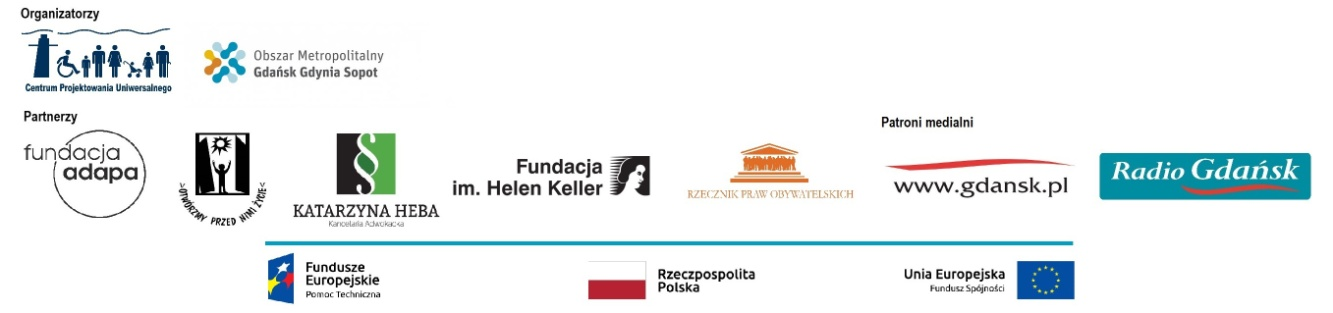 Organizatorzy
Centrum Projektowania Uniwersalnego
Obszar Metropolitalny
Gdańsk Gdynia Sopot
Partnerzy
fundacja
adapa
OTWÓRZMY PRZED NIMI ŻYCIE
KATARZYNA HEBA
Kancelaria Adwokacka
Fundacja
im. Helen Keller
RZECZNIK PRAW OBYWATELSKICH
Patroni medialni
www.gdansk.pl
Radio Gdańsk
Fundusze
Europejskie
Pomoc Techniczna
Rzeczpospolita
Polska
Unia Europejska
Fundusz Spójności